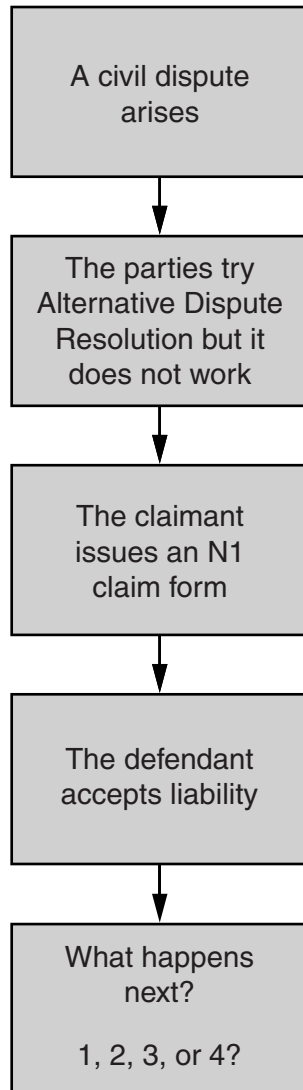 A civil dispute
arises
The parties try
Alternative Dispute
Resolution but it
does not work
The claimant
issues an N1
claim form
The defendant
accepts liability
What happens
next?
1, 2, 3, or 4?